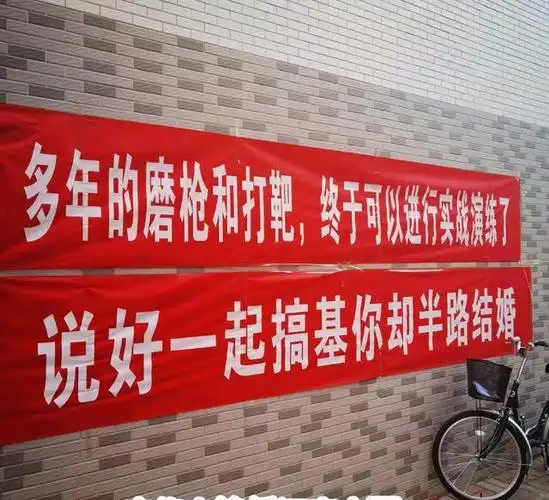 多年的磨枪和打靶，终于可以进行实战演练了
说好一起搞基你却半路结婚